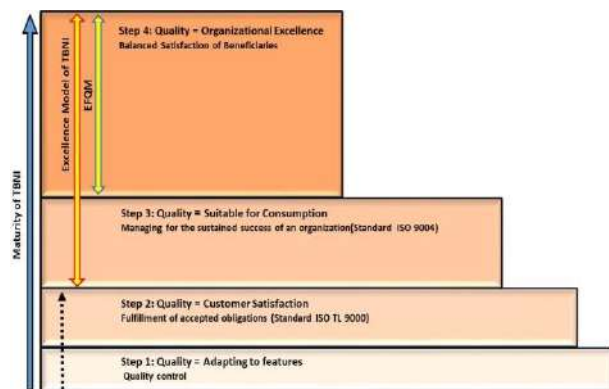 Step 4: Quality = Organizational Excellence
Balanced Satisfaction of Beneficiaries
Excellence Model of TBNI
EFQM
Maturity of TBNI
Step 3: Quality = Suitable for Consumption
Managing for the sustained success of an organization(Standard ISO 9004)
Step 2: Quality = Customer Satisfaction
Fulfillment of accepted obligations (Standard ISO TL 9000)
Step 1: Quality = Adapting to features
Quality control